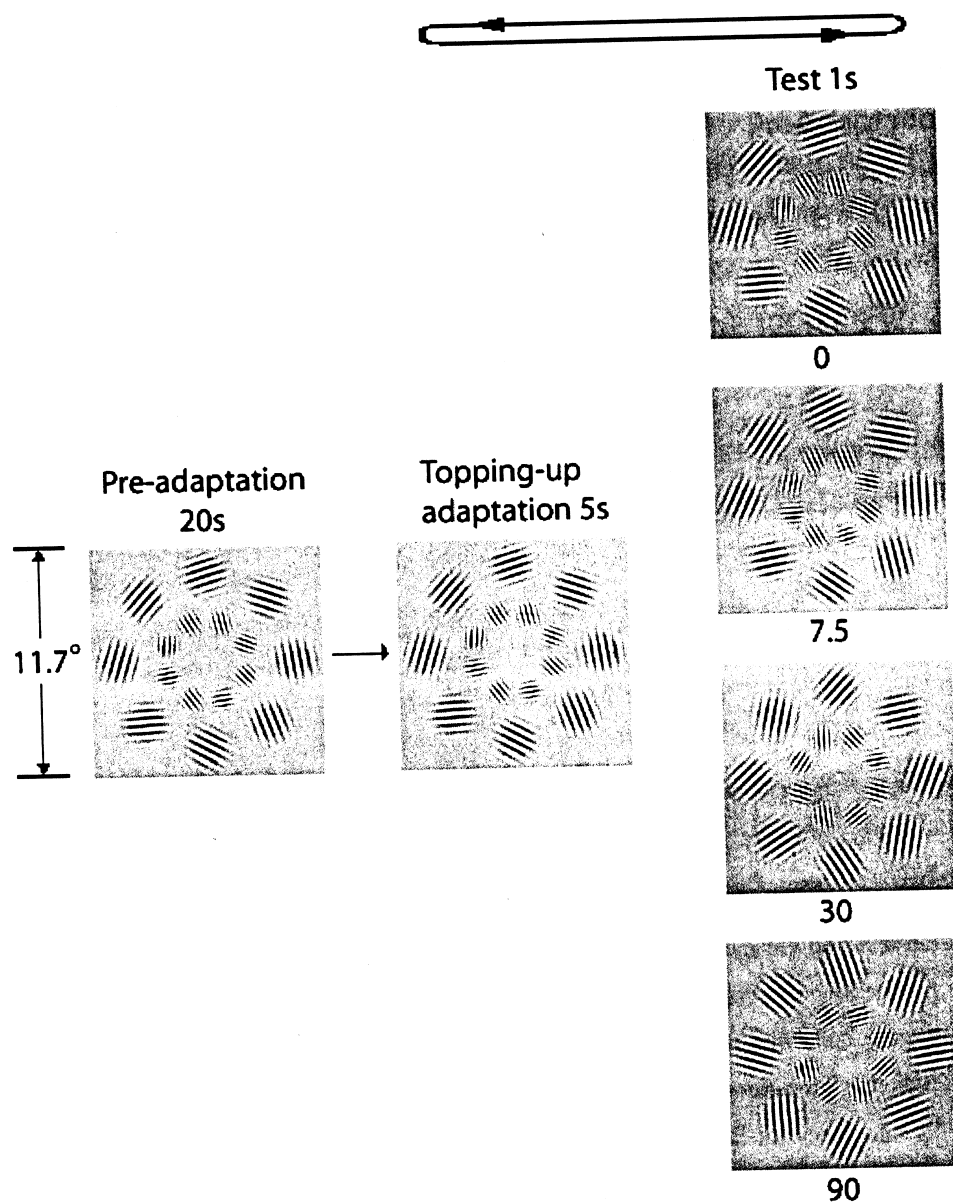 Test 1s
0
7.5
Pre-adaptation
20s
Topping-up
adaptation 5s
11.7°
30
90